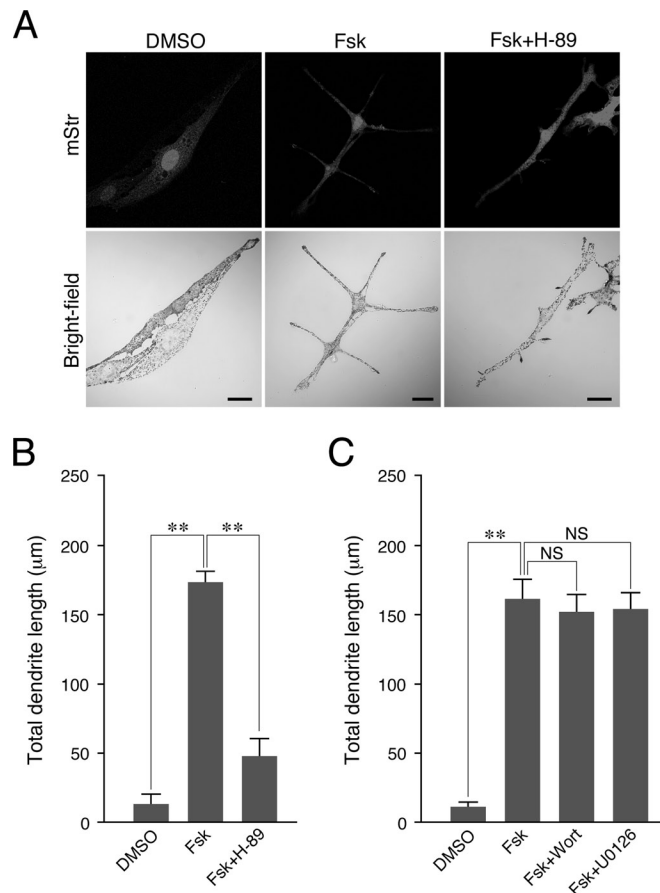 A
DMSO Fsk Fsk+H-89
mStr
Bright-field
B
Total dendrite length (μm)
250
200
150
100
50
0
** **
DMSO Fsk Fsk+H-89
C
Total dendrite length (μm)
250
200
150
100
50
0
** NS
NS
DMSO Fsk Fsk+Wort Fsk+U0126